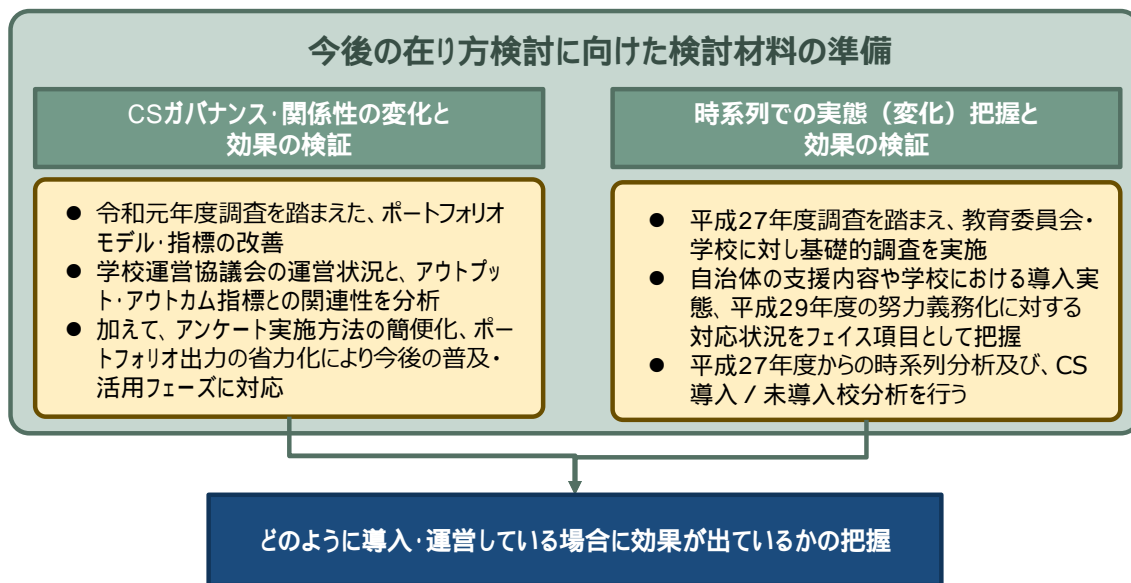 今後の在り方検討に向けた検討材料の準備
CSガバナンス・関係性の変化と
効果の検証
● 令和元年度調査を踏まえた、ポートフォリオ
モデル・指標の改善
● 学校運営協議会の運営状況と、アウトプッ
ト・アウトカム指標との関連性を分析
● 加えて、アンケート実施方法の簡便化、ポー
トフォリオ出力の省力化により今後の普及・
活用フェーズに対応
時系列での実態（変化）把握と
効果の検証
● 平成27年度調査を踏まえ、教育委員会・
学校に対し基礎的調査を実施
● 自治体の支援内容や学校における導入実
態、平成29年度の努力義務化に対する
対応状況をフェイス項目として把握
● 平成27年度からの時系列分析及び、CS
導入 / 未導入校分析を行う
どのように導入・運営している場合に効果が出ているかの把握